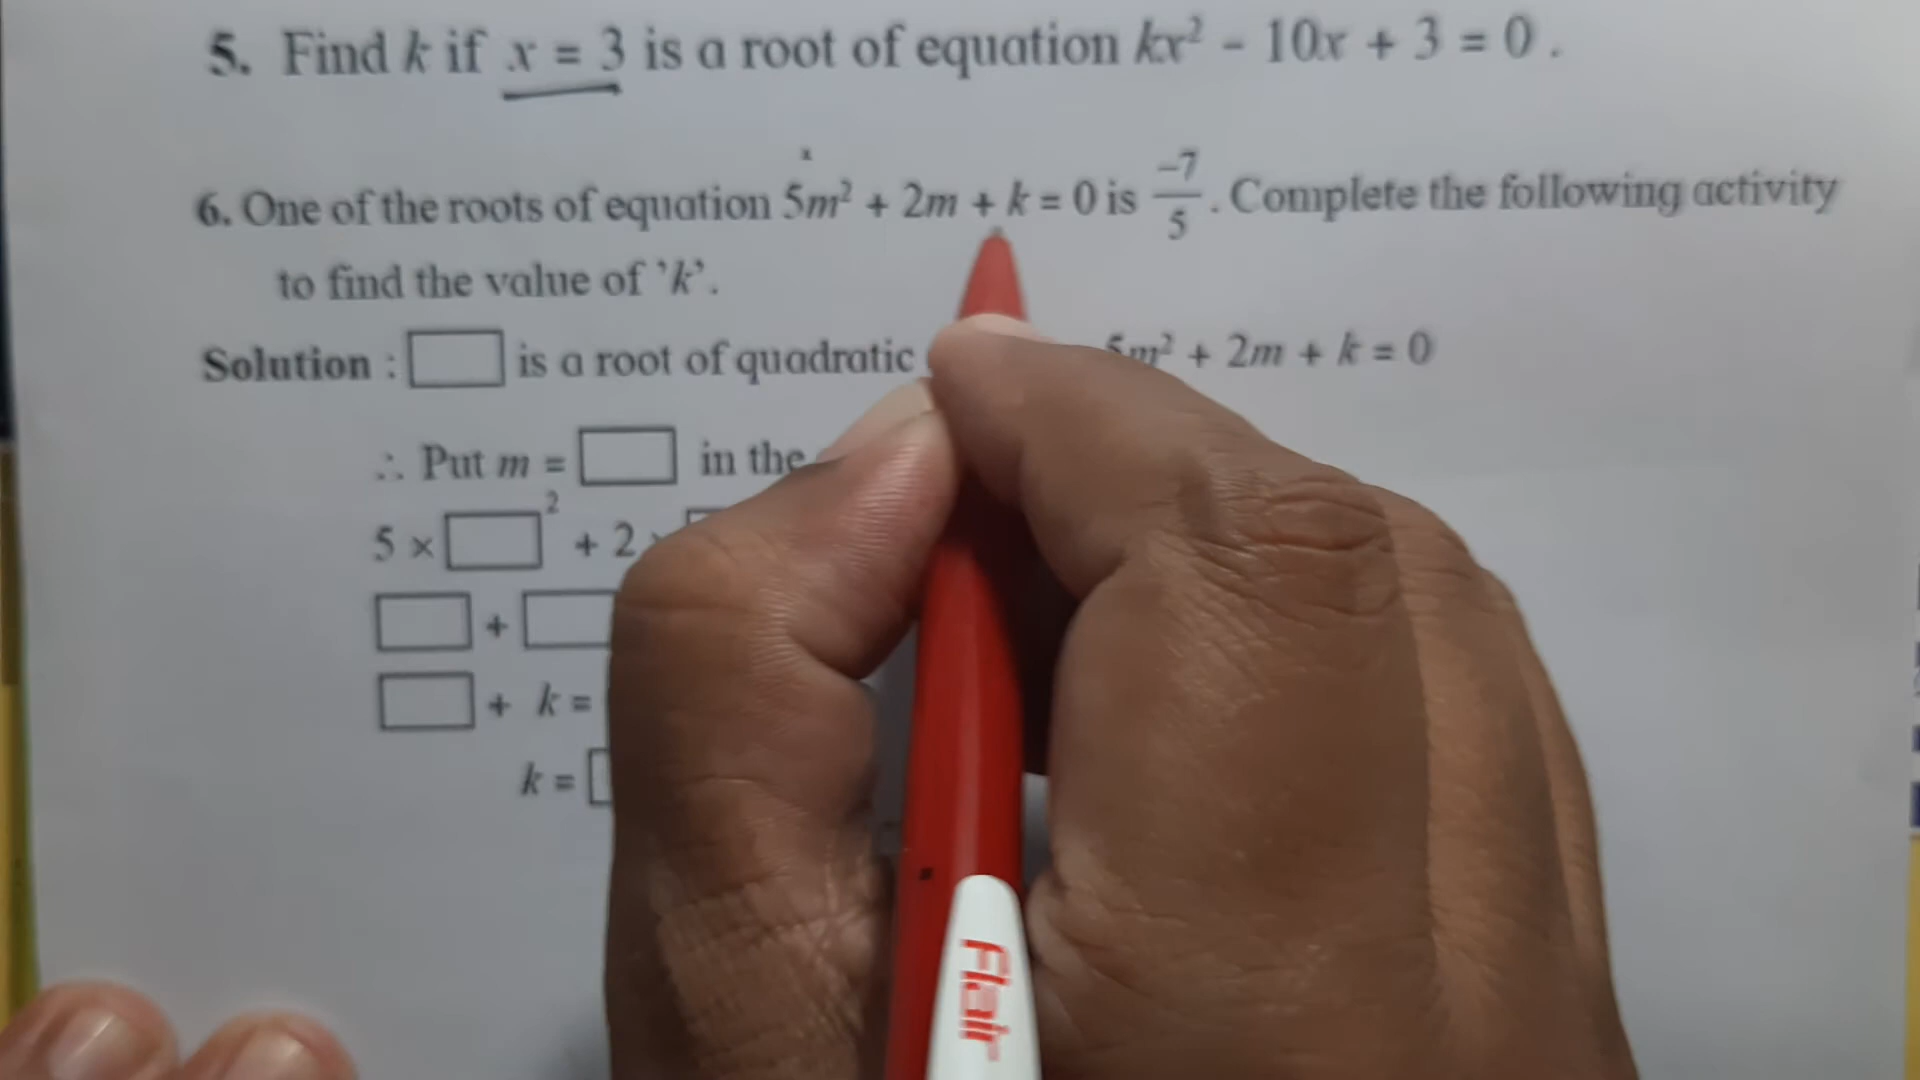 5. Find k if x = 3 is a root of equation kx² - 10x + 3 = 0 .
6. One of the roots of equation 5m² + 2m + k = 0 is -7/5 . Complete the following activity
to find the value of 'k'.
Solution : is a root of quadratic 5m² + 2m + k = 0
∴ Put m = in the
5 × ² + 2
+
+ k =
k =
Flair